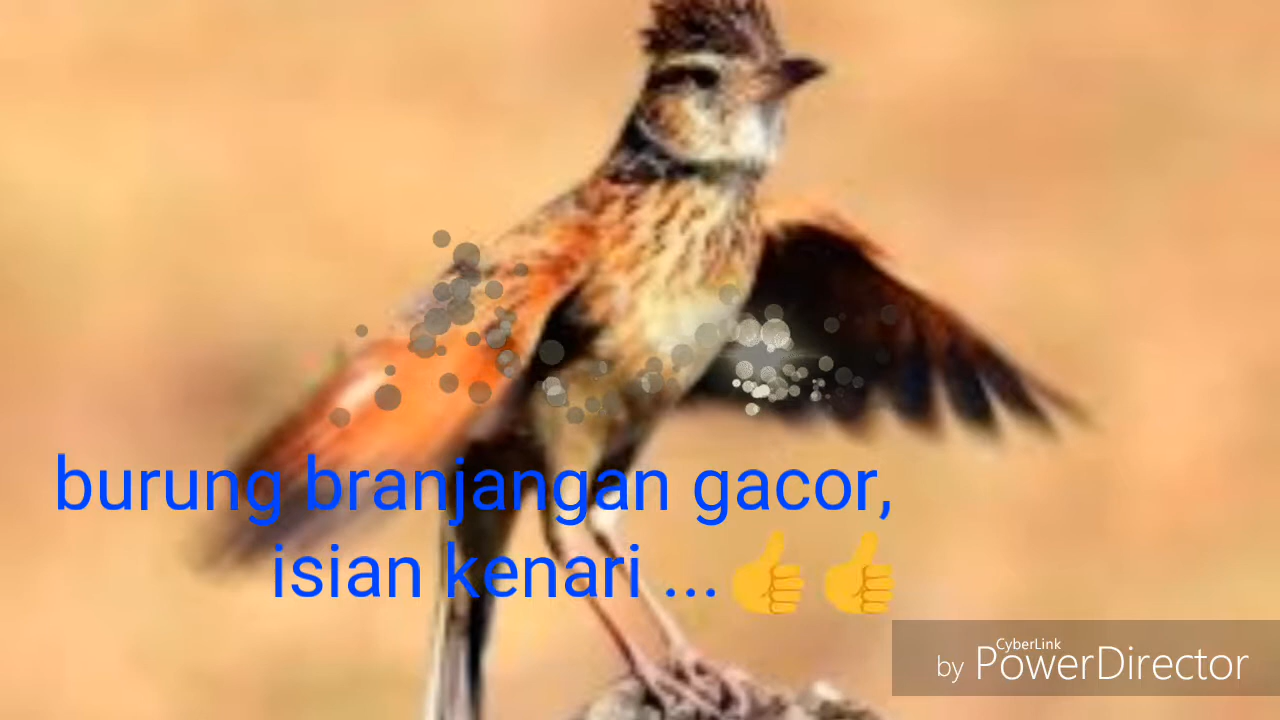 burung branjangan gacor,
isian kenari ...👍👍
CyberLink
by PowerDirector